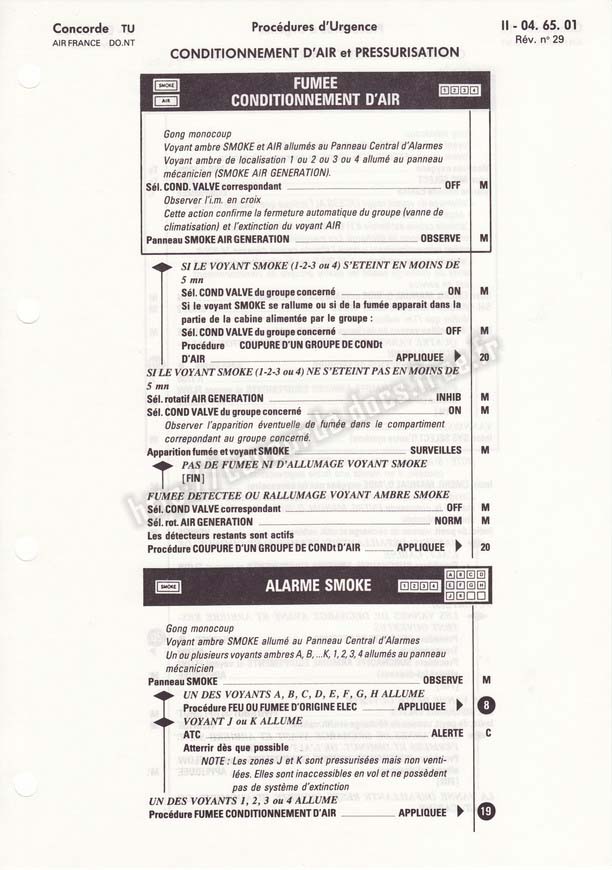 Concorde TU
AIR FRANCE DO.NT
Procédures d'Urgence
II - 04. 65. 01
Rév. n° 29
CONDITIONNEMENT D'AIR et PRESSURISATION
SMOKE
AIR
FUMEE
CONDITIONNEMENT D'AIR
1 2 3 4
Gong monocoup
Voyant ambre SMOKE et AIR allumés au Panneau Central d'Alarmes
Voyant ambre de localisation 1 ou 2 ou 3 ou 4 allumé au panneau
mécanicien (SMOKE AIR GENERATION).
Sél. COND. VALVE correspondant OFF M
Observer l'i.m. en croix
Cette action confirme la fermeture automatique du groupe (vanne de
climatisation) et l'extinction du voyant AIR
Panneau SMOKE AIR GENERATION OBSERVE M
SI LE VOYANT SMOKE (1-2-3 ou 4) S'ETEINT EN MOINS DE
5 mn
Sél. COND VALVE du groupe concerné ON M
Si le voyant SMOKE se rallume ou si de la fumée apparait dans la
partie de la cabine alimentée par le groupe :
Sél. COND VALVE du groupe concerné OFF M
Procédure COUPURE D'UN GROUPE DE CONDt
D'AIR APPLIQUEE 20
SI LE VOYANT SMOKE (1-2-3 ou 4) NE S'ETEINT PAS EN MOINS DE
5 mn
Sél. rotatif AIR GENERATION INHIB M
Sél. COND VALVE du groupe concerné ON M
Observer l'apparition éventuelle de fumée dans le compartiment
correpondant au groupe concerné.
Apparition fumée et voyant SMOKE SURVEILLES M
PAS DE FUMEE NI D'ALLUMAGE VOYANT SMOKE
[FIN]
FUMEE DETECTEE OU RALLUMAGE VOYANT AMBRE SMOKE
Sél. COND VALVE correspondant OFF M
Sél. rot. AIR GENERATION NORM M
Les détecteurs restants sont actifs
Procédure COUPURE D'UN GROUPE DE CONDt D'AIR APPLIQUEE 20
SMOKE
ALARME SMOKE
1 2 3 4
A B C D
E F G H
J K
Gong monocoup
Voyant ambre SMOKE allumé au Panneau Central d'Alarmes
Un ou plusieurs voyants ambres A, B, ...K, 1, 2, 3, 4 allumés au panneau
mécanicien
Panneau SMOKE OBSERVE M
UN DES VOYANTS A, B, C, D, E, F, G, H ALLUME
Procédure FEU OU FUMEE D'ORIGINE ELEC APPLIQUEE 8
VOYANT J ou K ALLUME
ATC ALERTE C
Atterrir dès que possible
NOTE : Les zones J et K sont pressurisées mais non venti-
lées. Elles sont inaccessibles en vol et ne possèdent
pas de système d'extinction
UN DES VOYANTS 1, 2, 3 ou 4 ALLUME
Procédure FUMEE CONDITIONNEMENT D'AIR APPLIQUEE 19